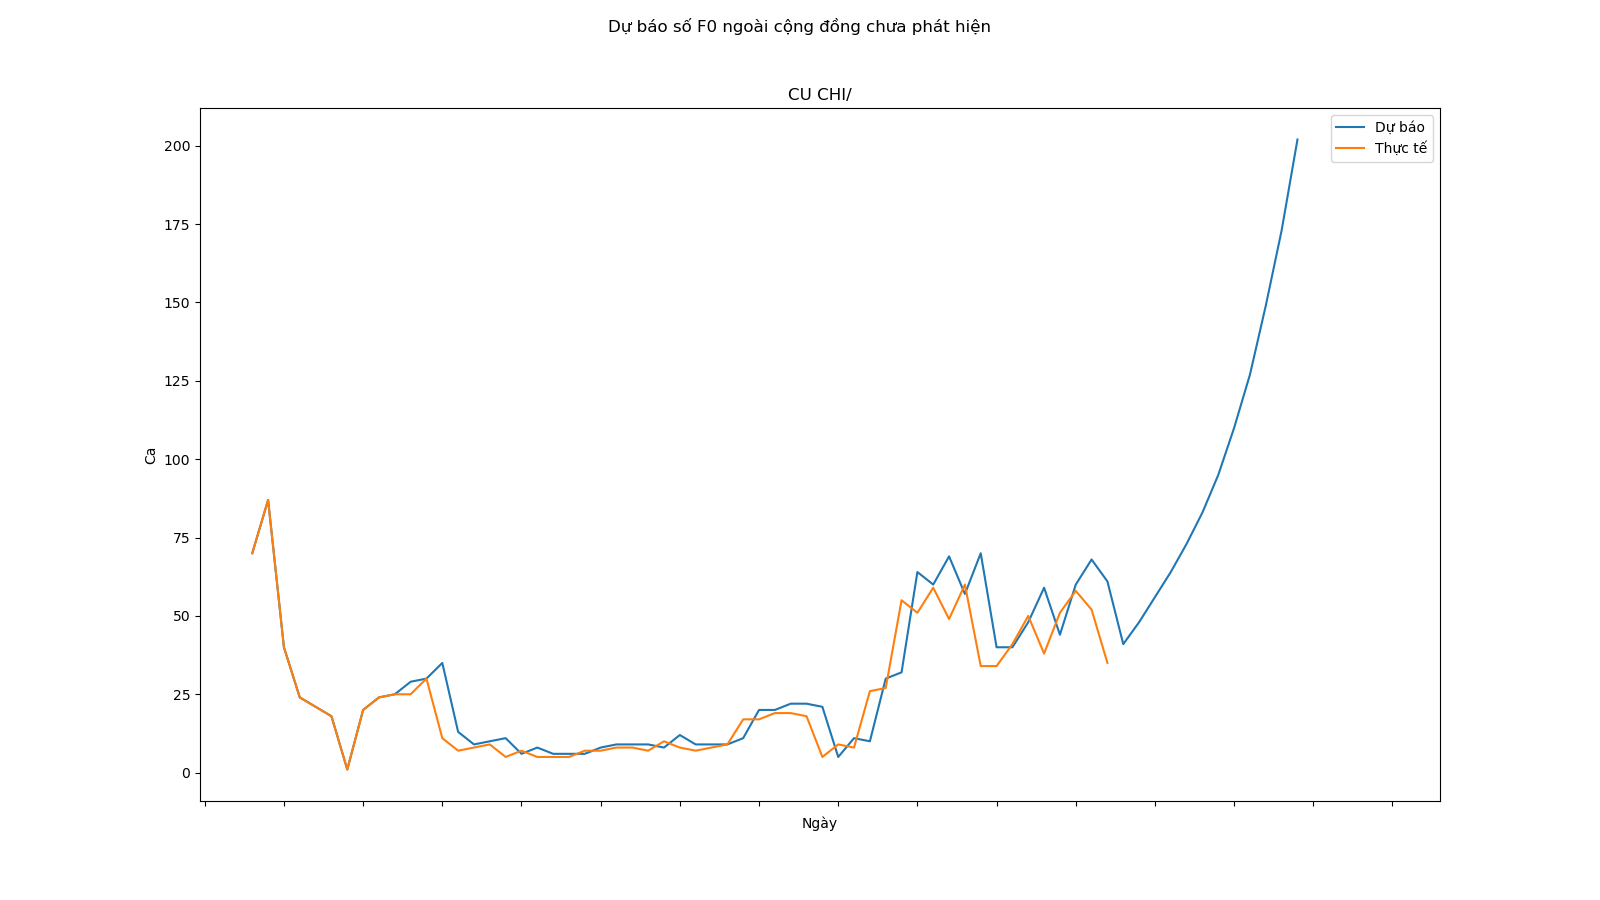 Dự báo số F0 ngoài cộng đồng chưa phát hiện
CU CHI/
Dự báo
Thực tế
200
175
150
125
100
75
50
25
0
Ca
Ngày